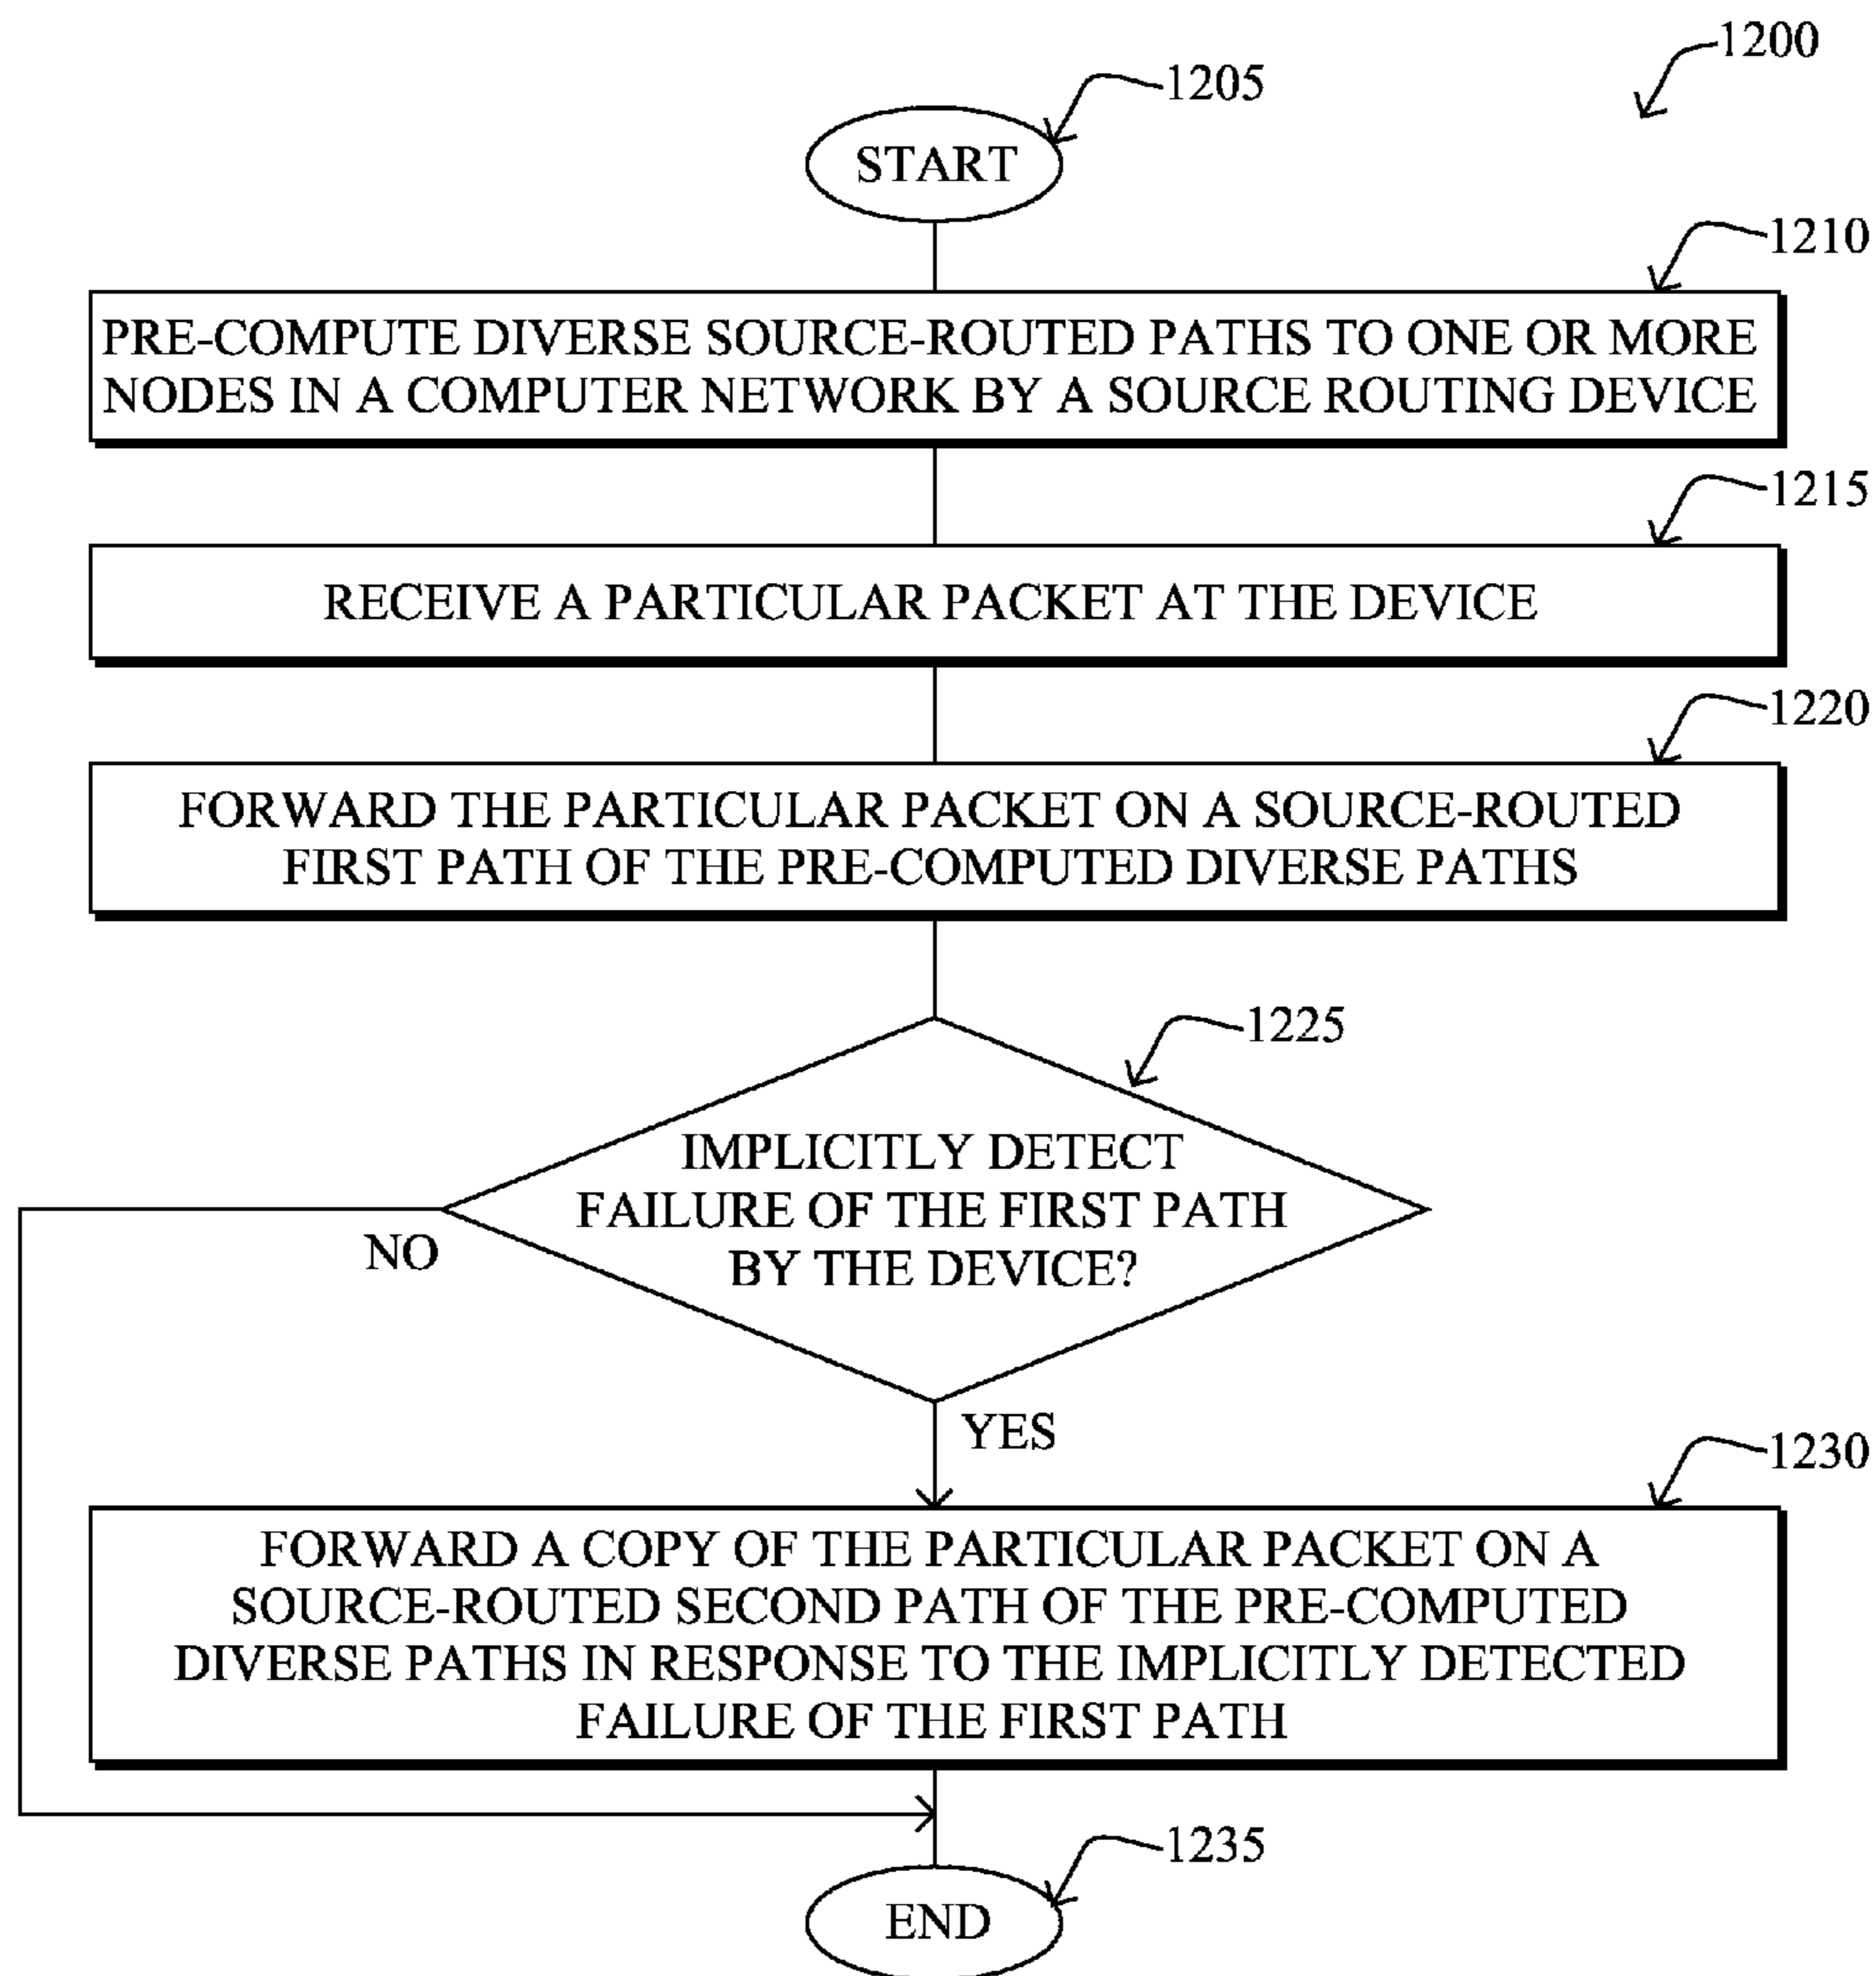 1200
1205
START
1210
PRE-COMPUTE DIVERSE SOURCE-ROUTED PATHS TO ONE OR MORE
NODES IN A COMPUTER NETWORK BY A SOURCE ROUTING DEVICE
1215
RECEIVE A PARTICULAR PACKET AT THE DEVICE
1220
FORWARD THE PARTICULAR PACKET ON A SOURCE-ROUTED
FIRST PATH OF THE PRE-COMPUTED DIVERSE PATHS
1225
IMPLICITLY DETECT
FAILURE OF THE FIRST PATH
BY THE DEVICE?
NO
YES
1230
FORWARD A COPY OF THE PARTICULAR PACKET ON A
SOURCE-ROUTED SECOND PATH OF THE PRE-COMPUTED
DIVERSE PATHS IN RESPONSE TO THE IMPLICITLY DETECTED
FAILURE OF THE FIRST PATH
1235
END